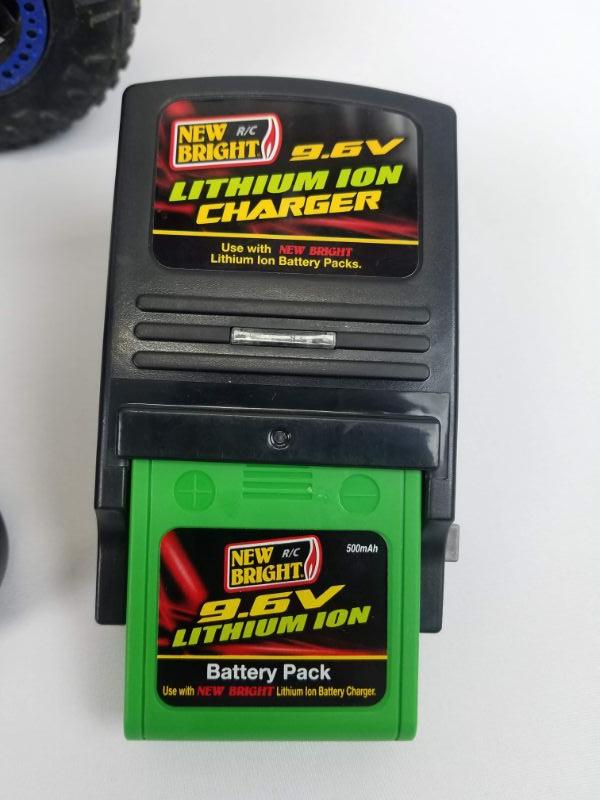 NEW R/C
BRIGHT
9.6V
LITHIUM ION
CHARGER
Use with NEW BRIGHT
Lithium Ion Battery Packs.
NEW R/C
BRIGHT.
500mAh
9.6V
LITHIUM ION
Battery Pack
Use with NEW BRIGHT Lithium Ion Battery Charger.